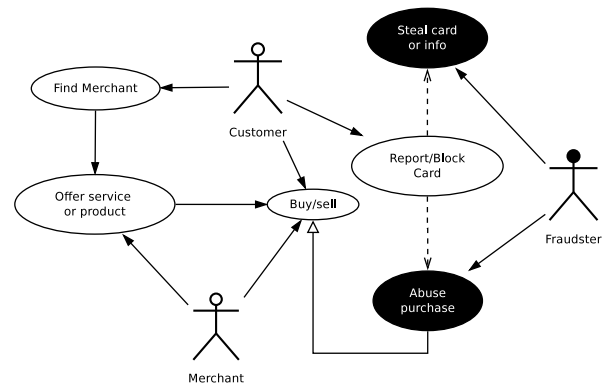 Steal card
or info
Find Merchant
Customer
Report/Block
Card
Offer service
or product
Buy/sell
Fraudster
Abuse
purchase
Merchant